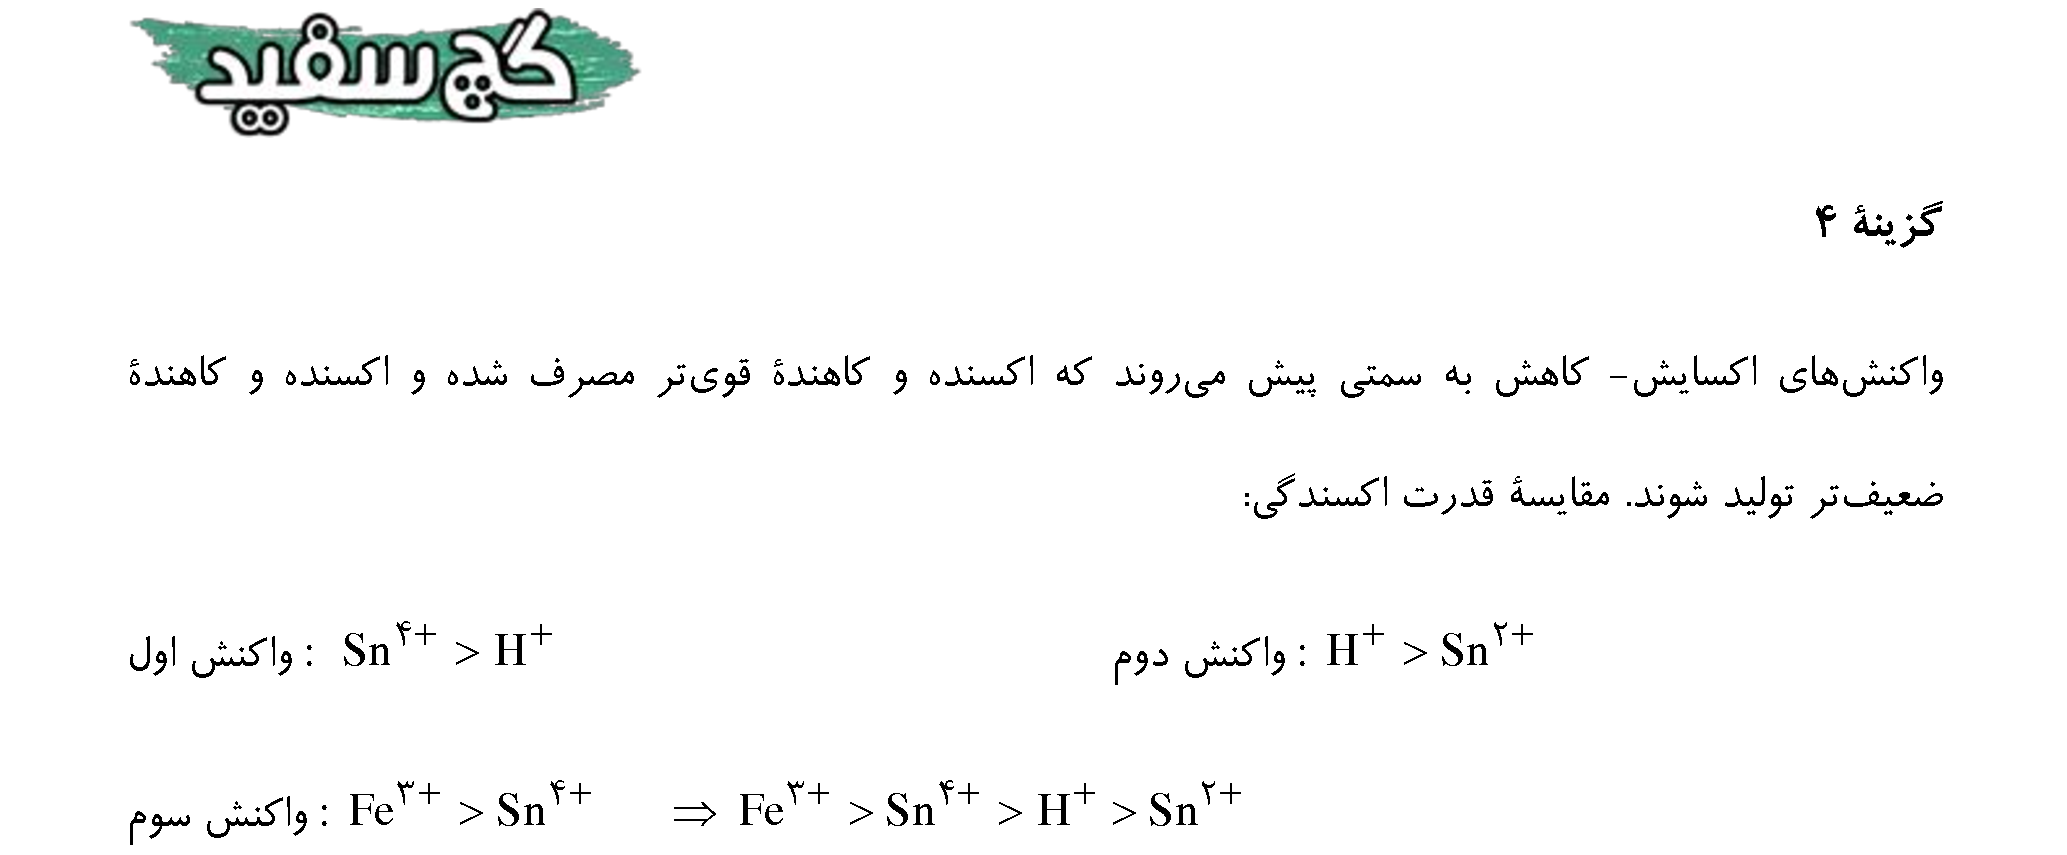 گچ سفید
گزینهٔ ۴
واکنش‌های اکسایش- کاهش به سمتی پیش می‌روند که اکسنده و کاهندهٔ قوی‌تر مصرف شده و اکسنده و کاهندهٔ
ضعیف‌تر تولید شوند. مقایسهٔ قدرت اکسندگی:
واکنش اول : Sn^۴+ > H^+ واکنش دوم : H^+ > Sn^۲+
واکنش سوم : Fe^۳+ > Sn^۴+ ⇒ Fe^۳+ > Sn^۴+ > H^+ > Sn^۲+